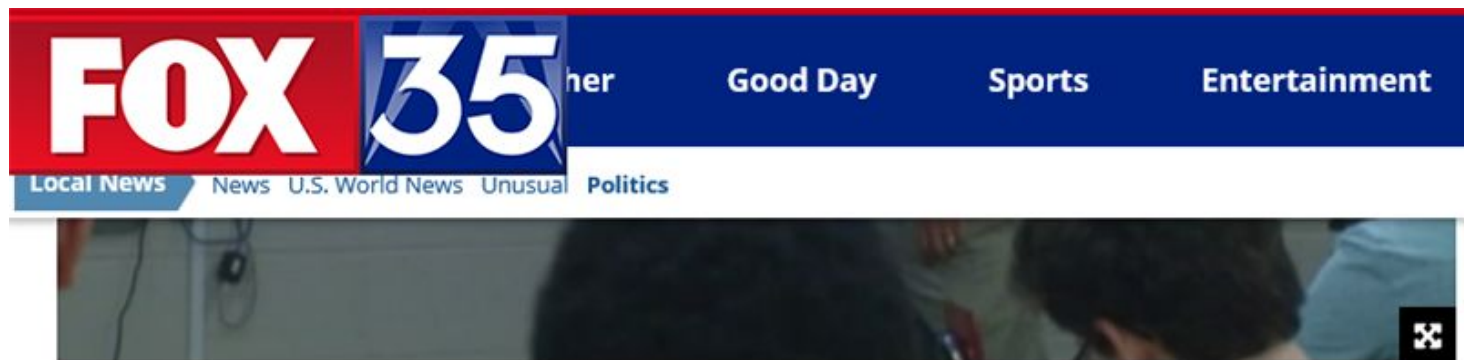 FOX 35
her Good Day Sports Entertainment
Local News News U.S. World News Unusual Politics